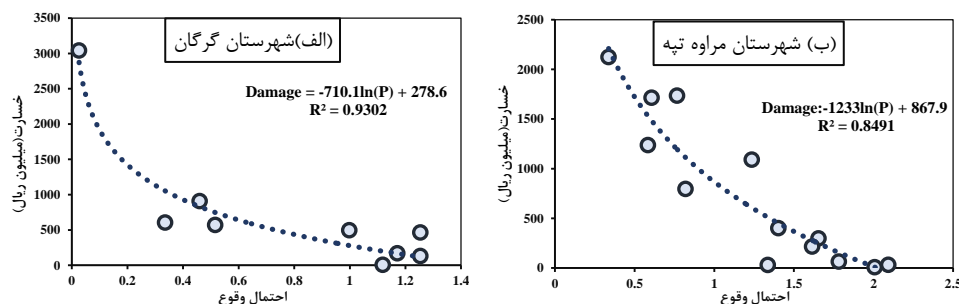 (الف)شهرستان گرگان
Damage = -710.1ln(P) + 278.6
R² = 0.9302
خسارت(میلیون ریال)
3500
3000
2500
2000
1500
1000
500
0
0 0.2 0.4 0.6 0.8 1 1.2 1.4
احتمال وقوع
(ب) شهرستان مراوه تپه
Damage:-1233ln(P) + 867.9
R² = 0.8491
خسارت(میلیون ریال)
2500
2000
1500
1000
500
0
0 0.5 1 1.5 2 2.5
احتمال وقوع